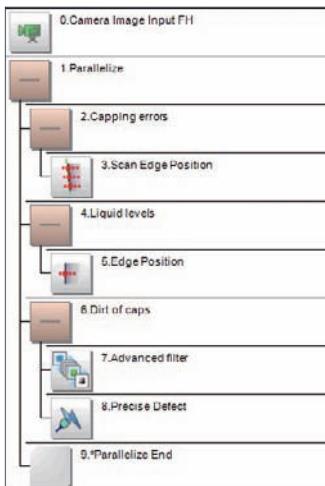 0.Camera Image Input FH
1.Parallelize
2.Capping errors
3.Scan Edge Position
4.Liquid levels
5.Edge Position
6.Dirt of caps
7.Advanced filter
8.Precise Defect
9.*Parallelize End